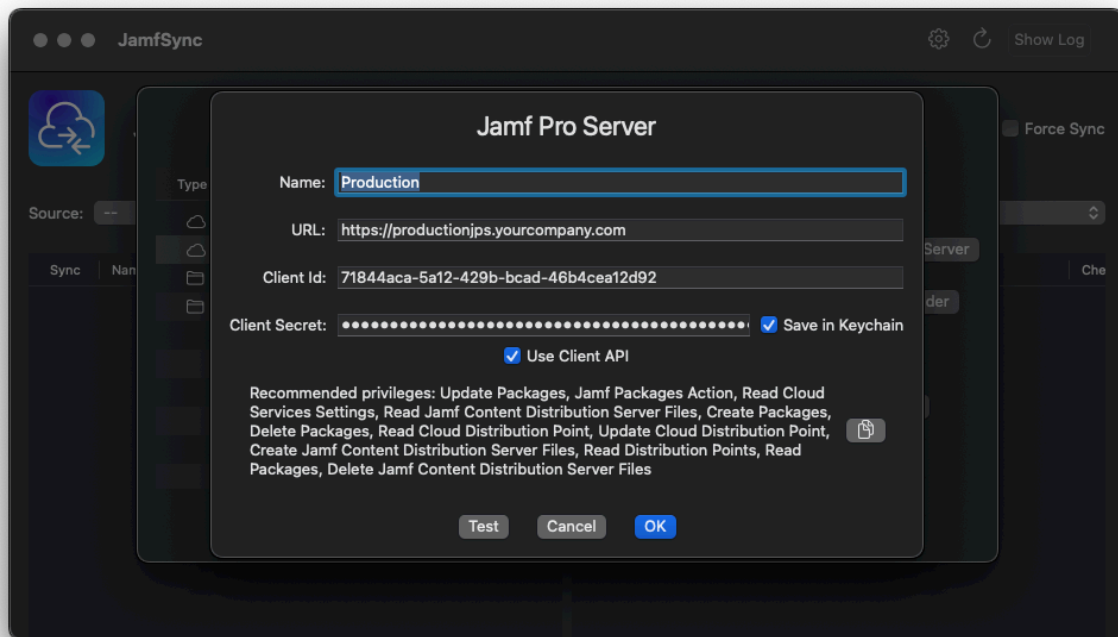 JamfSync
Show Log
Jamf Pro Server
Force Sync
Type
Name: Production
Source: --
URL: https://productionjps.yourcompany.com
Server
Sync
Nam
Client Id: 71844aca-5a12-429b-bcad-46b4cea12d92
Che
der
Client Secret: ●●●●●●●●●●●●●●●●●●●●●●●●●●●●●●●●●●●●●●●●●●● Save in Keychain
Use Client API
Recommended privileges: Update Packages, Jamf Packages Action, Read Cloud
Services Settings, Read Jamf Content Distribution Server Files, Create Packages,
Delete Packages, Read Cloud Distribution Point, Update Cloud Distribution Point,
Create Jamf Content Distribution Server Files, Read Distribution Points, Read
Packages, Delete Jamf Content Distribution Server Files
Test
Cancel
OK